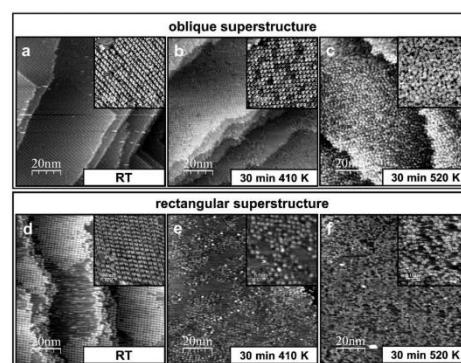 oblique superstructure
a
b
c
20nm
RT
20nm
30 min 410 K
20nm
30 min 520 K
rectangular superstructure
d
e
f
20nm
RT
20nm
30 min 410 K
20nm
30 min 520 K